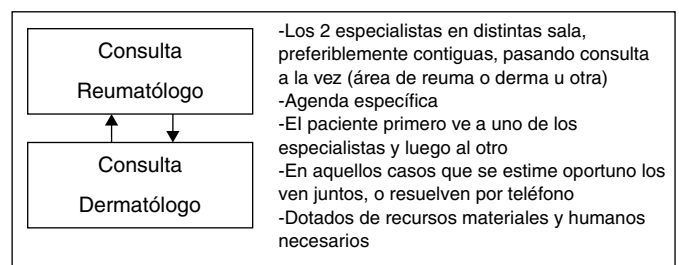 Consulta
Reumatólogo
Consulta
Dermatólogo
-Los 2 especialistas en distintas sala,
preferiblemente contiguas, pasando consulta
a la vez (área de reuma o derma u otra)
-Agenda específica
-El paciente primero ve a uno de los
especialistas y luego al otro
-En aquellos casos que se estime oportuno los
ven juntos, o resuelven por teléfono
-Dotados de recursos materiales y humanos
necesarios